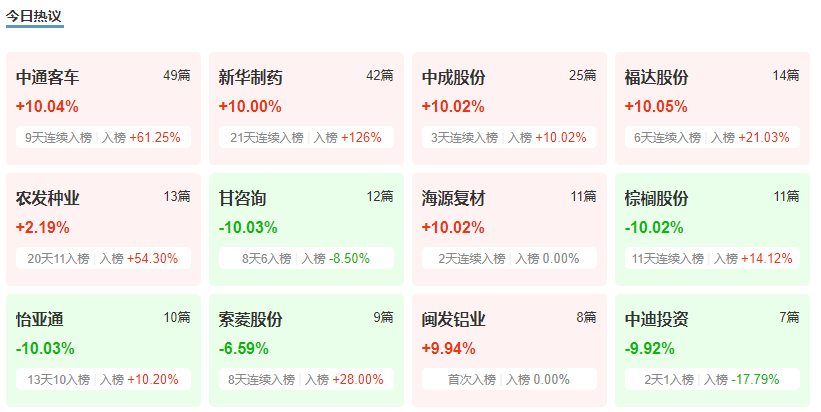 今日热议
中通客车 49篇 新华制药 42篇 中成股份 25篇 福达股份 14篇
+10.04% +10.00% +10.02% +10.05%
9天连续入榜 | 入榜 +61.25% 21天连续入榜 | 入榜 +126% 3天连续入榜 | 入榜 +10.02% 6天连续入榜 | 入榜 +21.03%
农发种业 13篇 甘咨询 12篇 海源复材 11篇 棕榈股份 11篇
+2.19% -10.03% +10.02% -10.02%
20天11入榜 | 入榜 +54.30% 8天6入榜 | 入榜 -8.50% 2天连续入榜 | 入榜 0.00% 11天连续入榜 | 入榜 +14.12%
怡亚通 10篇 索菱股份 9篇 闽发铝业 8篇 中迪投资 7篇
-10.03% -6.59% +9.94% -9.92%
13天10入榜 | 入榜 +10.20% 8天连续入榜 | 入榜 +28.00% 首次入榜 | 入榜 0.00% 2天1入榜 | 入榜 -17.79%